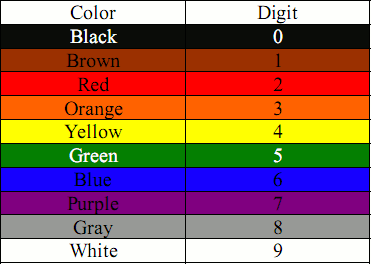 Color Digit
Black 0
Brown 1
Red 2
Orange 3
Yellow 4
Green 5
Blue 6
Purple 7
Gray 8
White 9